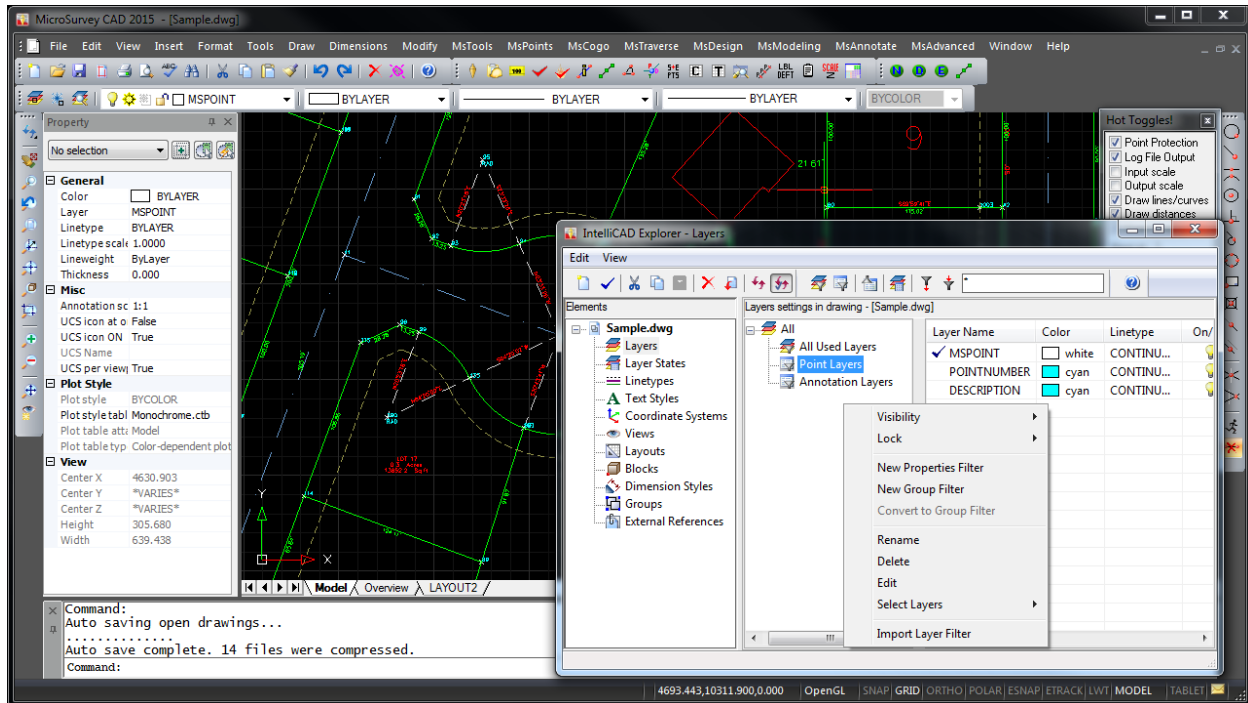 MicroSurvey CAD 2015 - [Sample.dwg]
File Edit View Insert Format Tools Draw Dimensions Modify MsTools MsPoints MsCogo MsTraverse MsDesign MsModeling MsAnnotate MsAdvanced Window Help
MSPOINT BYLAYER BYLAYER BYLAYER BYCOLOR
Property
No selection
General
Color BYLAYER
Layer MSPOINT
Linetype BYLAYER
Linetype scale 1.0000
Lineweight ByLayer
Thickness 0.000
Misc
Annotation sc 1:1
UCS icon at o False
UCS icon ON True
UCS Name
UCS per view True
Plot Style
Plot style BYCOLOR
Plot style tabl Monochrome.ctb
Plot table atta Model
Plot table typ Color-dependent plot
View
Center X 4630.903
Center Y *VARIES*
Center Z *VARIES*
Height 305.680
Width 639.438
9
21 61
LOT 17
Y
X
Model Overview LAYOUT2
Hot Toggles!
Point Protection
Log File Output
Input scale
Output scale
Draw lines/curves
Draw distances
IntelliCAD Explorer - Layers
Edit View
*
Elements
Sample.dwg
Layers
Layer States
Linetypes
Text Styles
Coordinate Systems
Views
Layouts
Blocks
Dimension Styles
Groups
External References
Layers settings in drawing - [Sample.dwg]
All
All Used Layers
Point Layers
Annotation Layers
Layer Name Color Linetype On/
MSPOINT white CONTINU...
POINTNUMBER cyan CONTINU...
DESCRIPTION cyan CONTINU...
Visibility
Lock
New Properties Filter
New Group Filter
Convert to Group Filter
Rename
Delete
Edit
Select Layers
Import Layer Filter
Command:
Auto saving open drawings...
..............
Auto save complete. 14 files were compressed.
Command:
4693.443,10311.900,0.000 OpenGL SNAP GRID ORTHO POLAR ESNAP ETRACK LWT MODEL TABLET